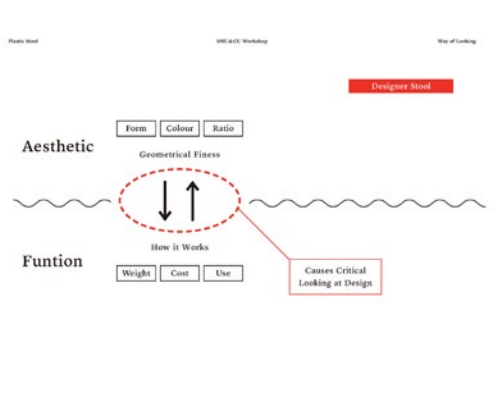 Plastic Stool
SNU & CU Workshop
Way of Looking
Designer Stool
Form
Colour
Ratio
Aesthetic
Geometrical Finess
How it Works
Funtion
Weight
Cost
Use
Causes Critical
Looking at Design